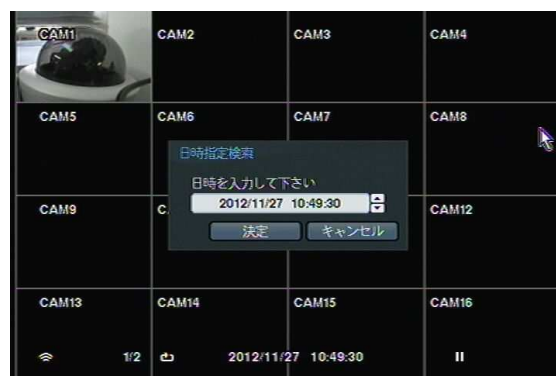 CAM1 CAM2 CAM3 CAM4
CAM5 CAM6 CAM7 CAM8
日時指定検索
日時を入力して下さい
CAM9 C 2012/11/27 10:49:30 CAM12
決定 キャンセル
CAM13 CAM14 CAM15 CAM16
1/2 2012/11/27 10:49:30